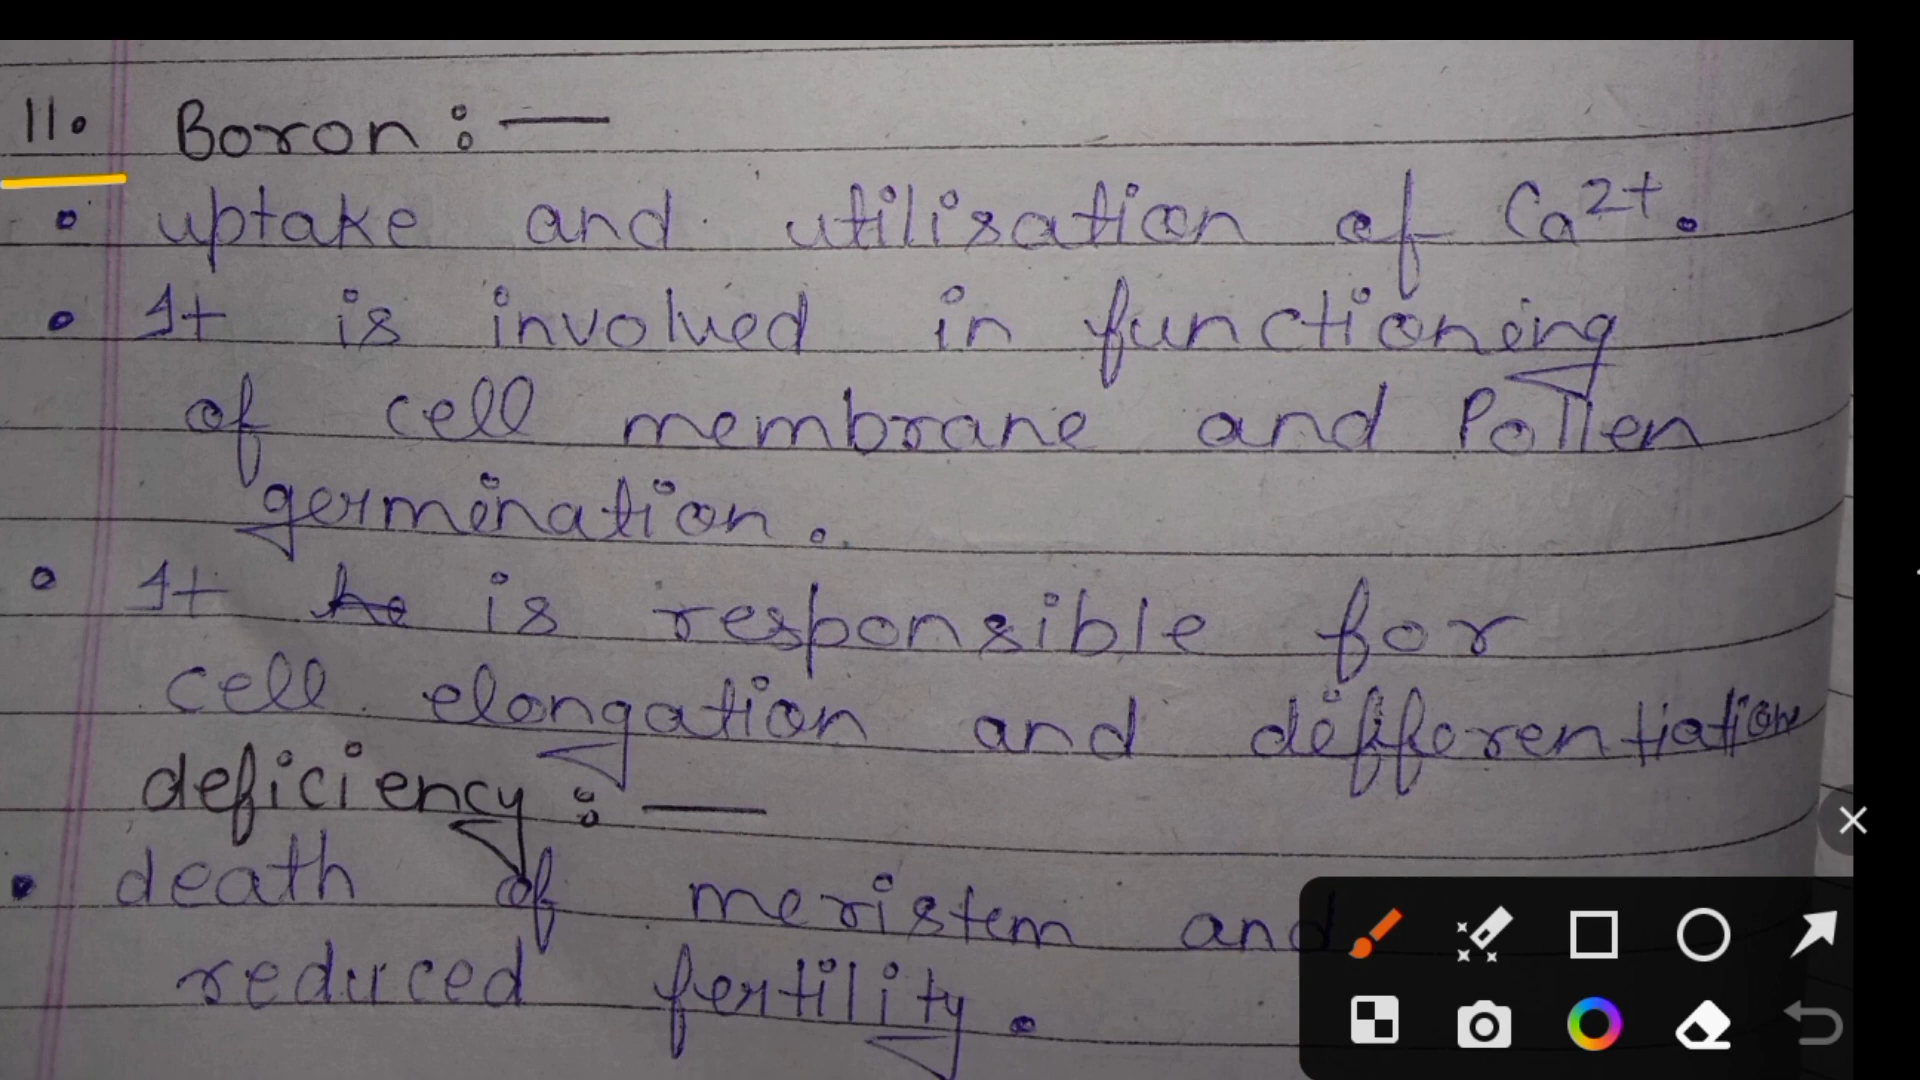 11. Boron : —
• uptake and utilisation of Ca²⁺.
• It is involved in functioning
of cell membrane and Pollen
germination.
• It is responsible for
cell elongation and differentiation
deficiency : —
• death of meristem and
reduced fertility.